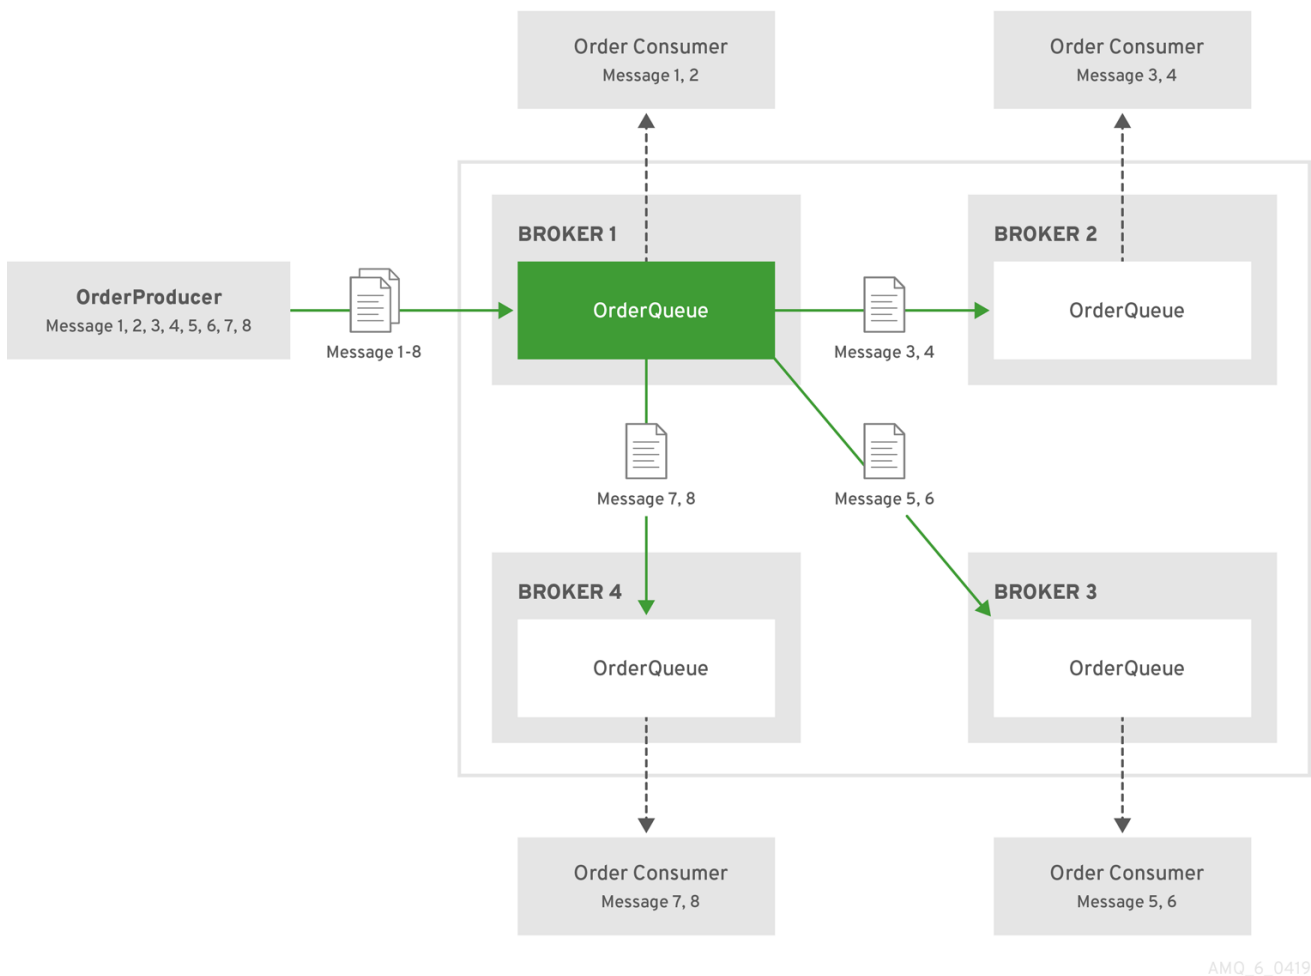 Order Consumer
Message 1, 2
Order Consumer
Message 3, 4
BROKER 1
BROKER 2
OrderProducer
Message 1, 2, 3, 4, 5, 6, 7, 8
Message 1-8
OrderQueue
Message 3, 4
OrderQueue
Message 7, 8
Message 5, 6
BROKER 4
BROKER 3
OrderQueue
OrderQueue
Order Consumer
Message 7, 8
Order Consumer
Message 5, 6
AMQ_6_0419